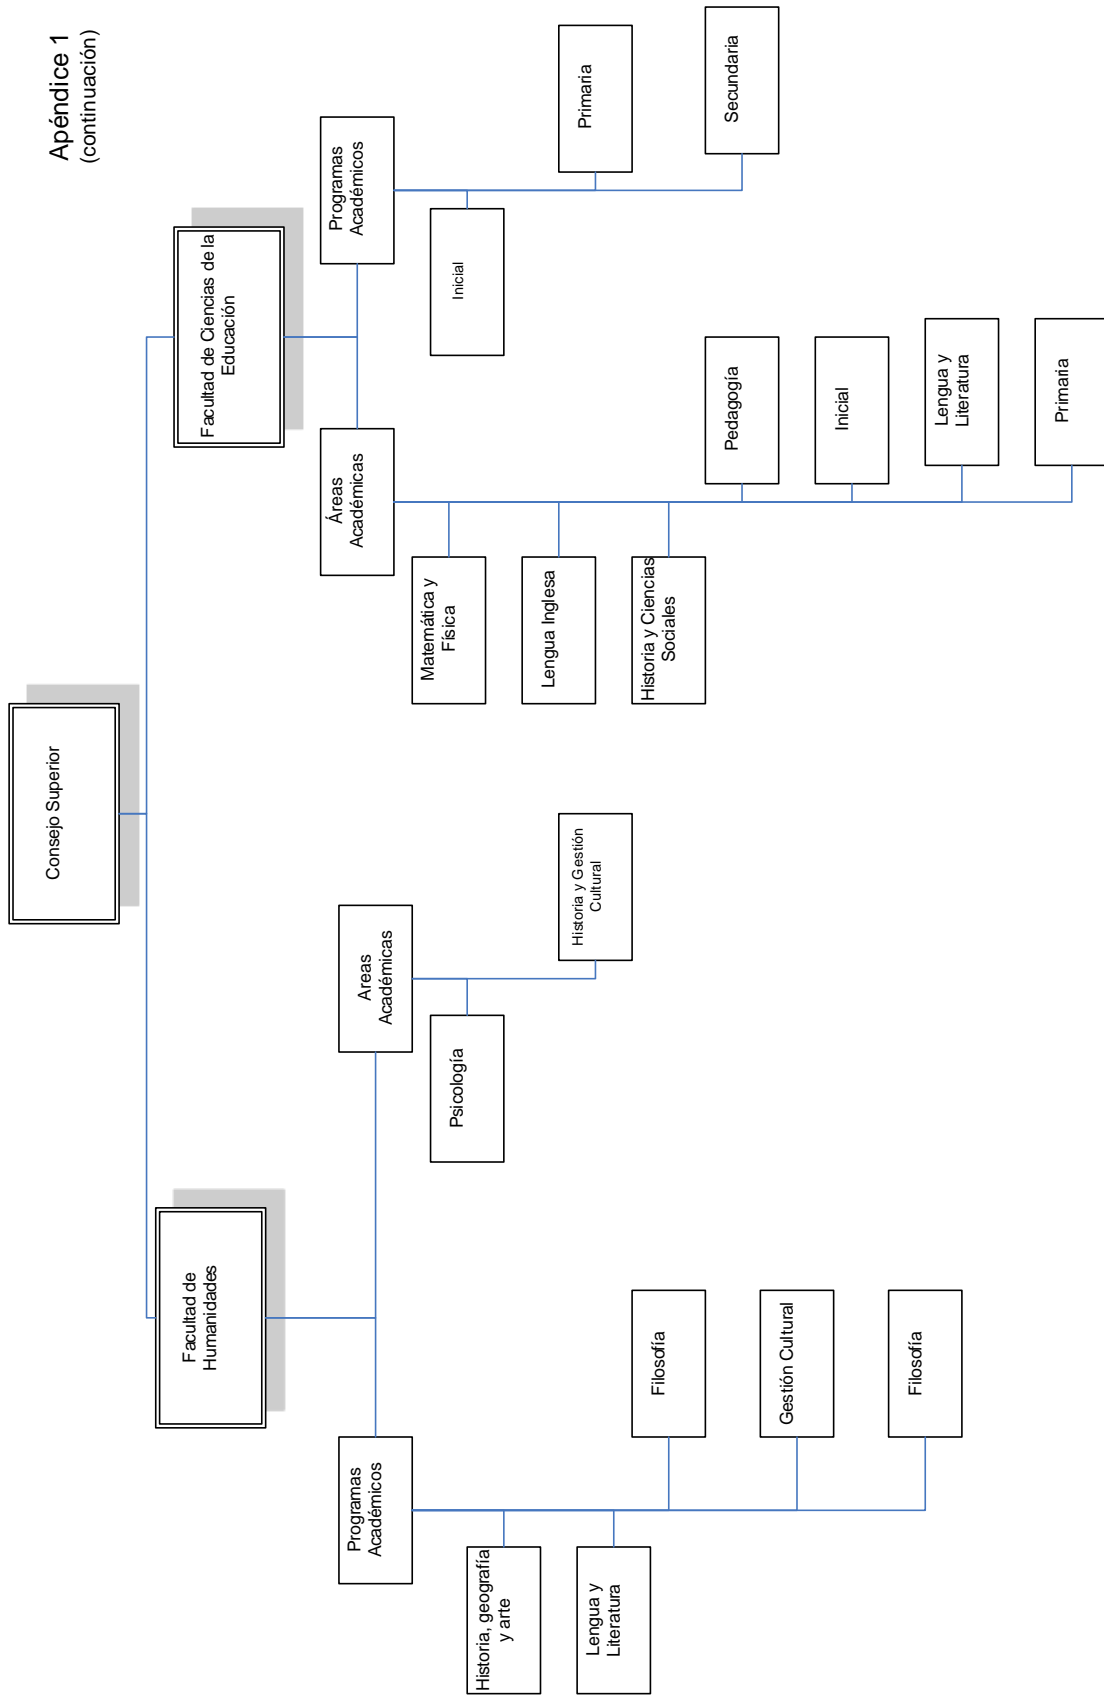 Apéndice 1
(continuación)
Consejo Superior
Facultad de
Humanidades
Facultad de Ciencias de la
Educación
Programas
Académicos
Areas
Académicas
Áreas
Académicas
Programas
Académicos
Historia, geografía
y arte
Lengua y
Literatura
Filosofía
Gestión Cultural
Filosofía
Psicología
Historia y Gestión
Cultural
Matemática y
Física
Lengua Inglesa
Historia y Ciencias
Sociales
Pedagogía
Inicial
Lengua y
Literatura
Primaria
Inicial
Primaria
Secundaria